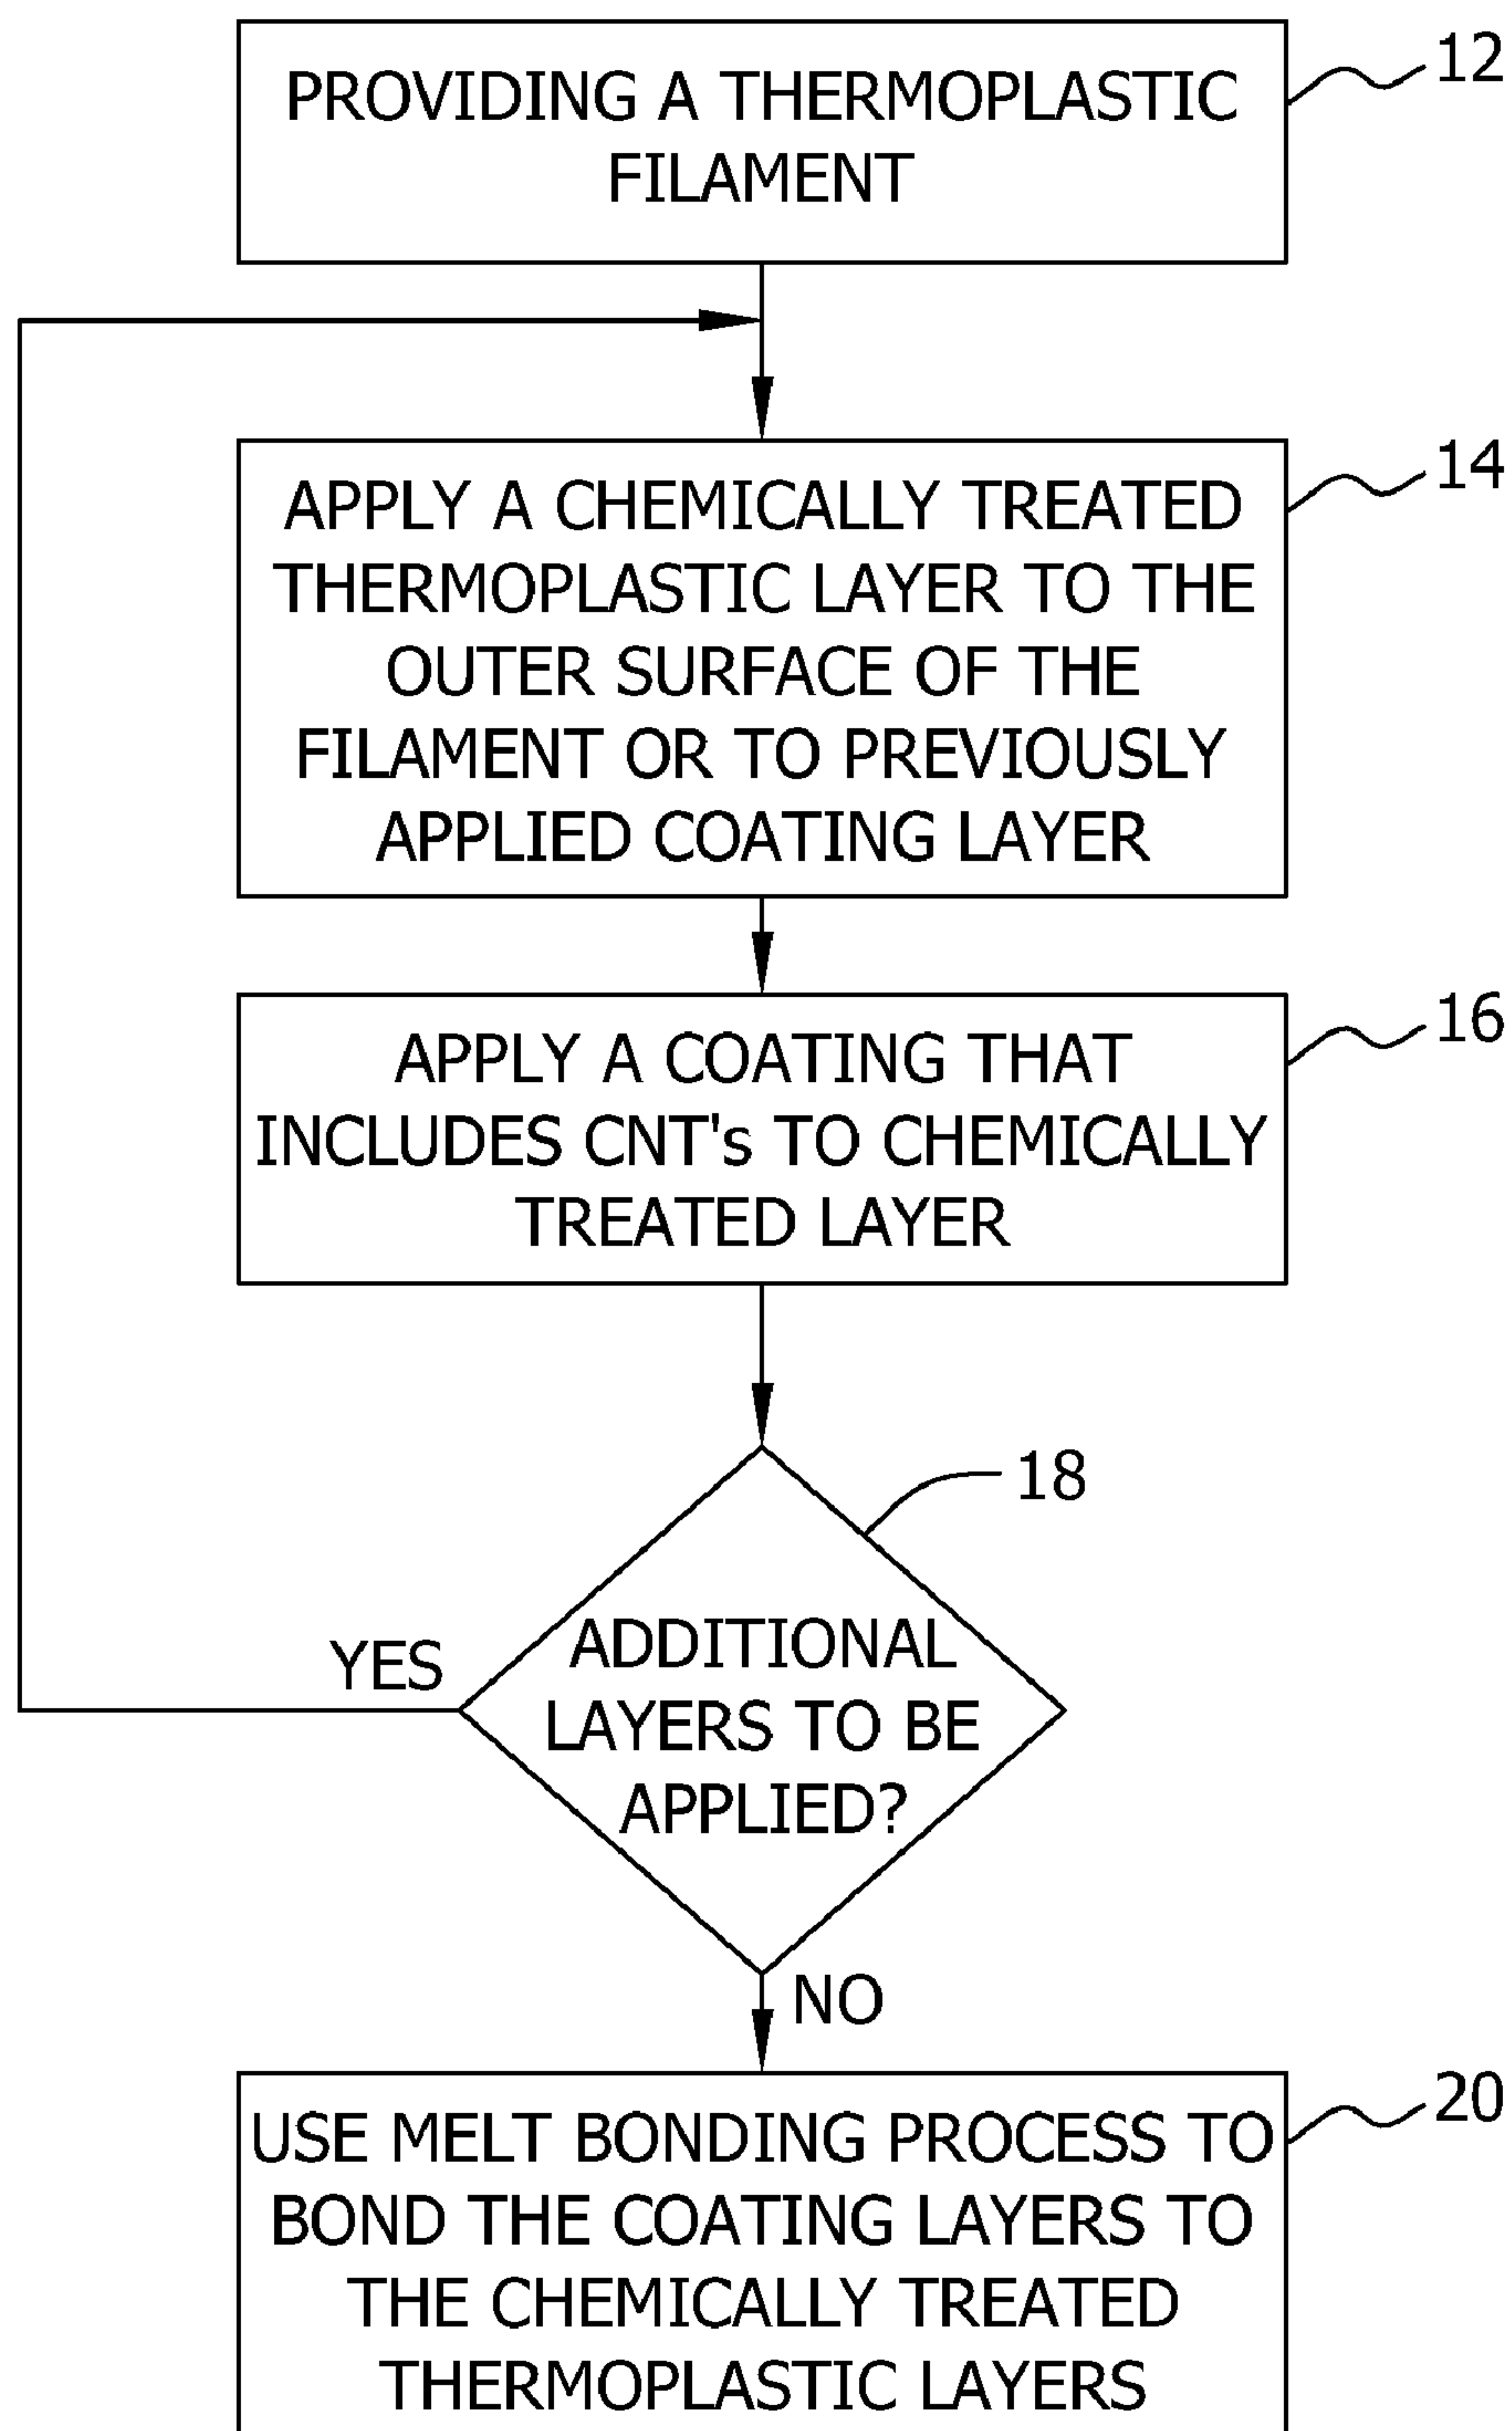 PROVIDING A THERMOPLASTIC
FILAMENT
12
APPLY A CHEMICALLY TREATED
THERMOPLASTIC LAYER TO THE
OUTER SURFACE OF THE
FILAMENT OR TO PREVIOUSLY
APPLIED COATING LAYER
14
APPLY A COATING THAT
INCLUDES CNT's TO CHEMICALLY
TREATED LAYER
16
18
ADDITIONAL
LAYERS TO BE
APPLIED?
YES
NO
USE MELT BONDING PROCESS TO
BOND THE COATING LAYERS TO
THE CHEMICALLY TREATED
THERMOPLASTIC LAYERS
20